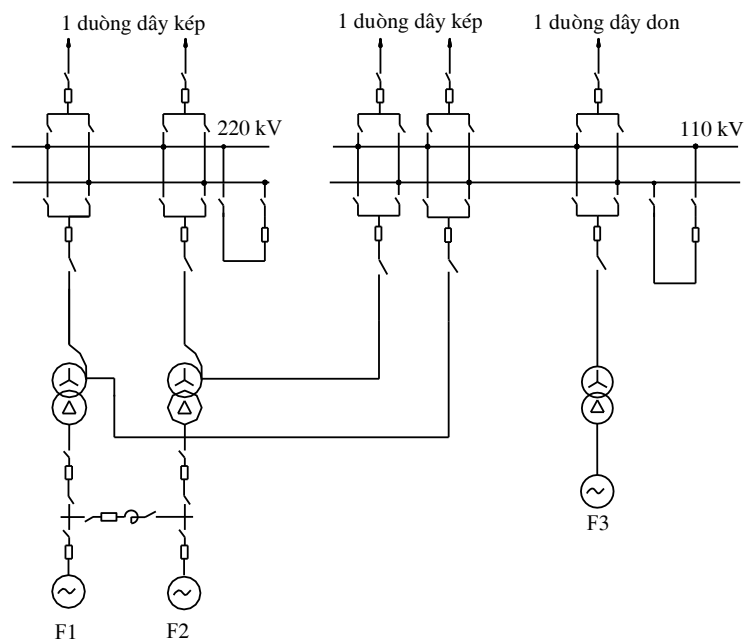 1 duòng dây kép
1 duòng dây kép
1 duòng dây don
220 kV
110 kV
F3
F1
F2